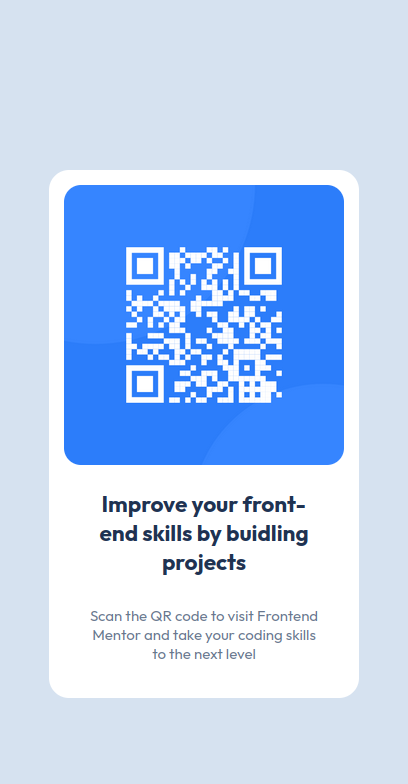 Improve your front-
end skills by buidling
projects
Scan the QR code to visit Frontend
Mentor and take your coding skills
to the next level